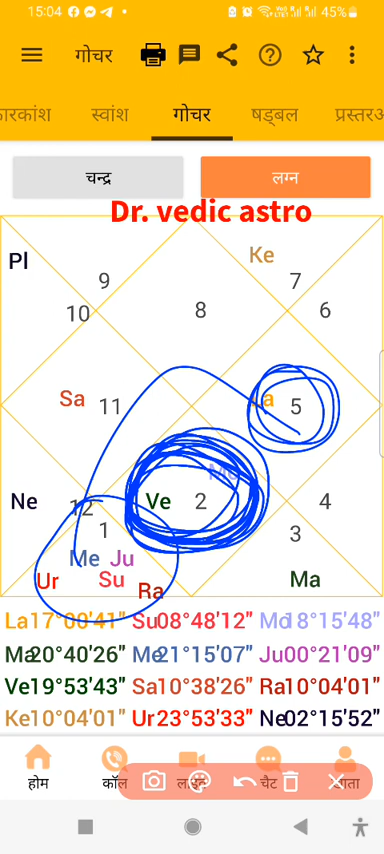 15:04 45%
गोचर
कारकांश स्वांश गोचर षड्बल
चन्द्र लग्न
Dr. vedic astro
Pl Ke
9 7
10 8 6
Sa 11 La 5
Mo
Ne 12 Ve 2 4
1 3
Me Ju
Ur Su Ra Ma
La17°00'41" Su08°48'12" Mo18°15'48"
Ma20°40'26" Me21°15'07" Ju00°21'09"
Ve19°53'43" Sa10°38'26" Ra10°04'01"
Ke10°04'01" Ur23°53'33" Ne02°15'52"
होम कॉल लाइव चैट